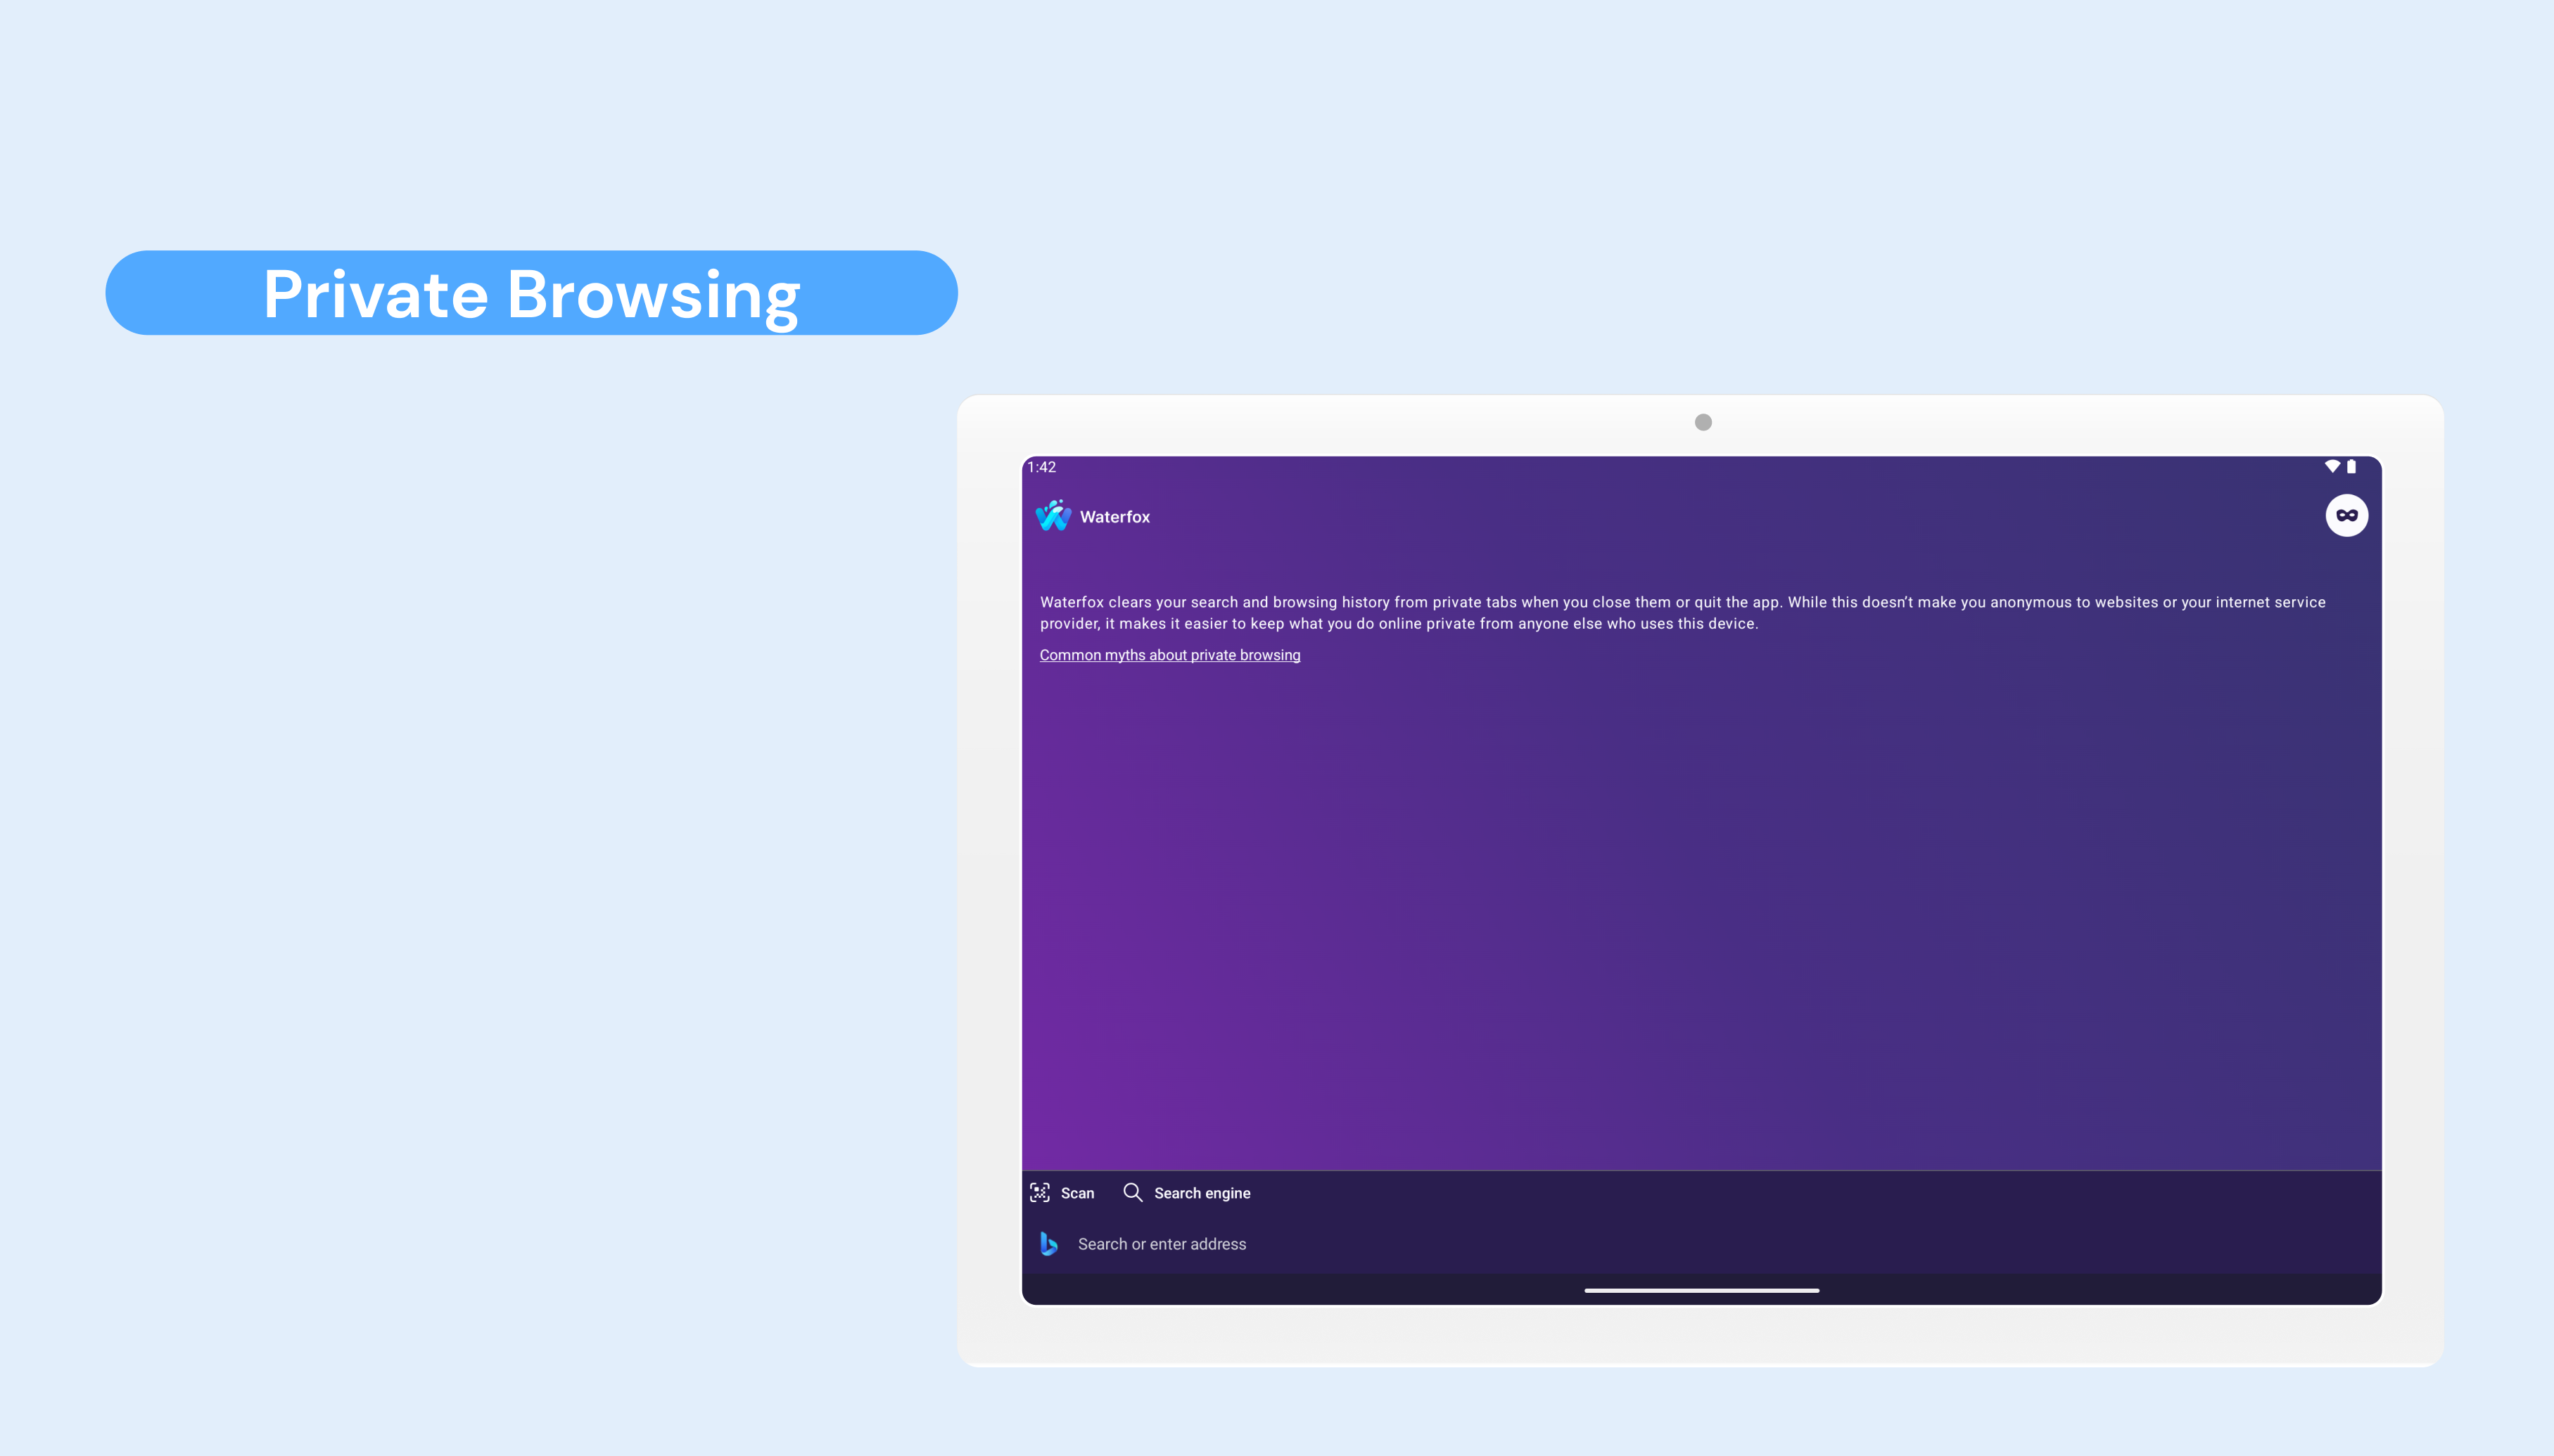 Private Browsing
1:42
Waterfox
Waterfox clears your search and browsing history from private tabs when you close them or quit the app. While this doesn’t make you anonymous to websites or your internet service
provider, it makes it easier to keep what you do online private from anyone else who uses this device.
Common myths about private browsing
Scan Search engine
Search or enter address